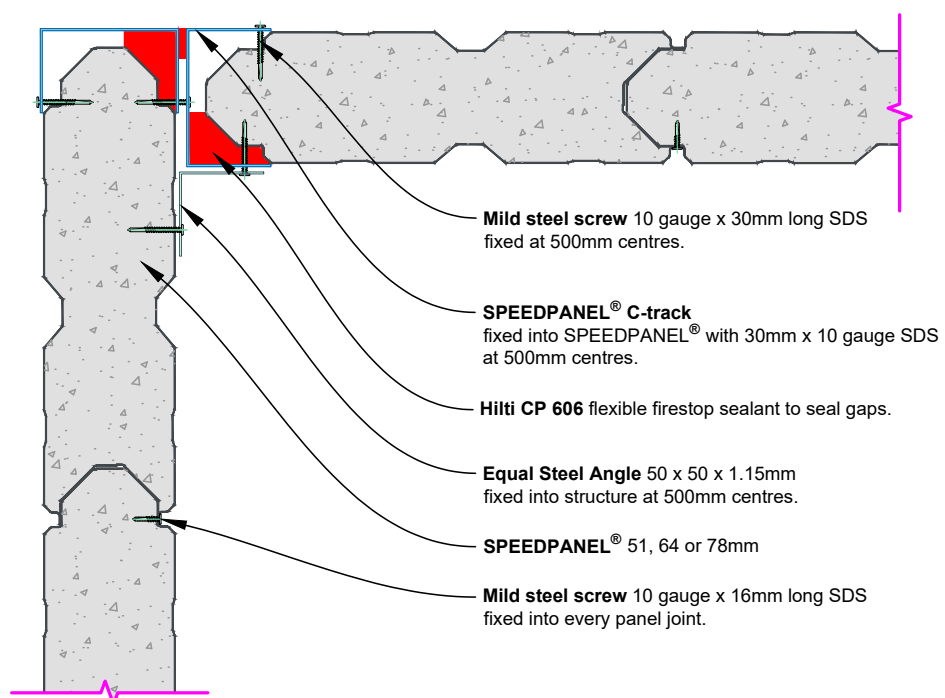 Mild steel screw 10 gauge x 30mm long SDS
fixed at 500mm centres.
SPEEDPANEL® C-track
fixed into SPEEDPANEL® with 30mm x 10 gauge SDS
at 500mm centres.
Hilti CP 606 flexible firestop sealant to seal gaps.
Equal Steel Angle 50 x 50 x 1.15mm
fixed into structure at 500mm centres.
SPEEDPANEL® 51, 64 or 78mm
Mild steel screw 10 gauge x 16mm long SDS
fixed into every panel joint.